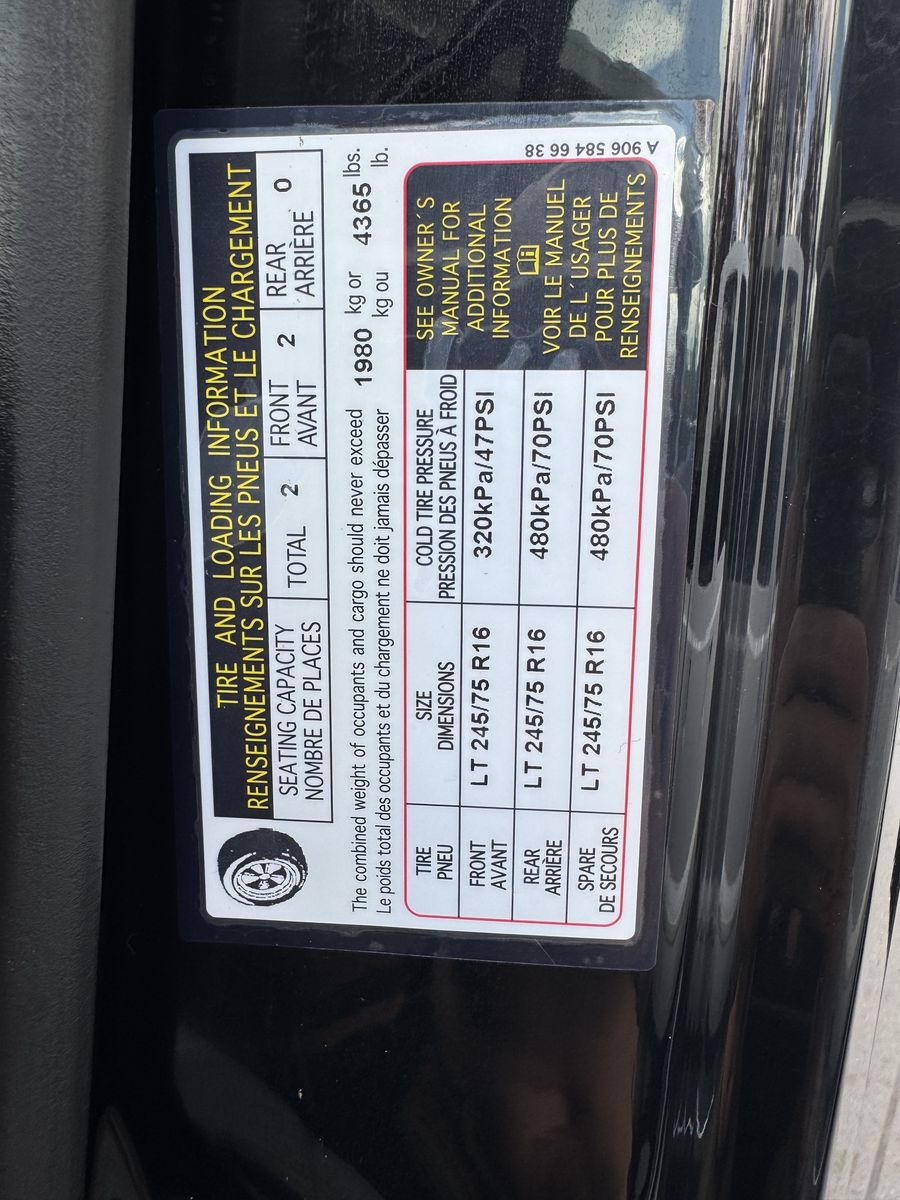 TIRE AND LOADING INFORMATION
RENSEIGNEMENTS SUR LES PNEUS ET LE CHARGEMENT
SEATING CAPACITY
NOMBRE DE PLACES
TOTAL 2
FRONT
AVANT
2
REAR
ARRIÈRE
0
The combined weight of occupants and cargo should never exceed 1980 kg or 4365 lbs.
Le poids total des occupants et du chargement ne doit jamais dépasser kg ou lb.
TIRE
PNEU
SIZE
DIMENSIONS
COLD TIRE PRESSURE
PRESSION DES PNEUS À FROID
FRONT
AVANT
LT 245/75 R16
320kPa/47PSI
REAR
ARRIÈRE
LT 245/75 R16
480kPa/70PSI
SPARE
DE SECOURS
LT 245/75 R16
480kPa/70PSI
SEE OWNER´S
MANUAL FOR
ADDITIONAL
INFORMATION
VOIR LE MANUEL
DE L´USAGER
POUR PLUS DE
RENSEIGNEMENTS
A 906 584 66 38